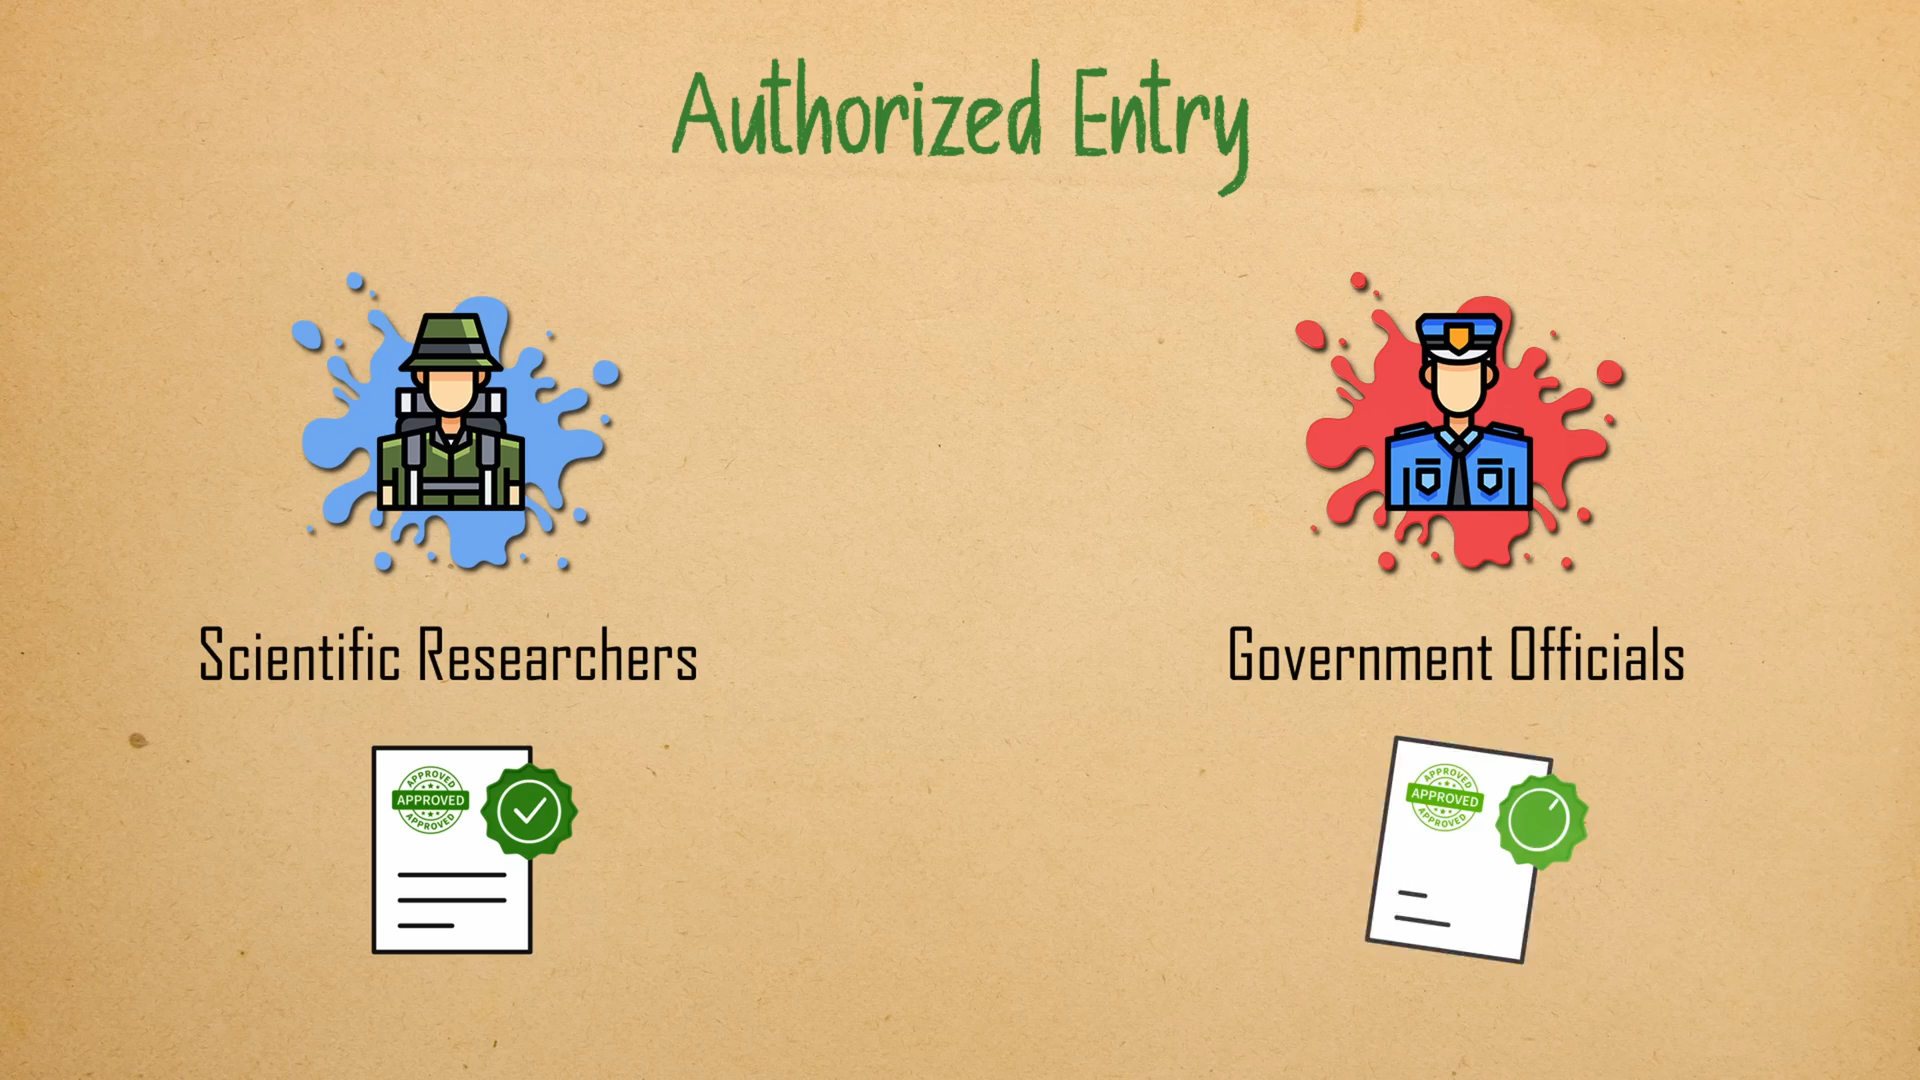 Authorized Entry
Scientific Researchers
Government Officials
APPROVED
APPROVED
APPROVED
APPROVED
APPROVED
APPROVED